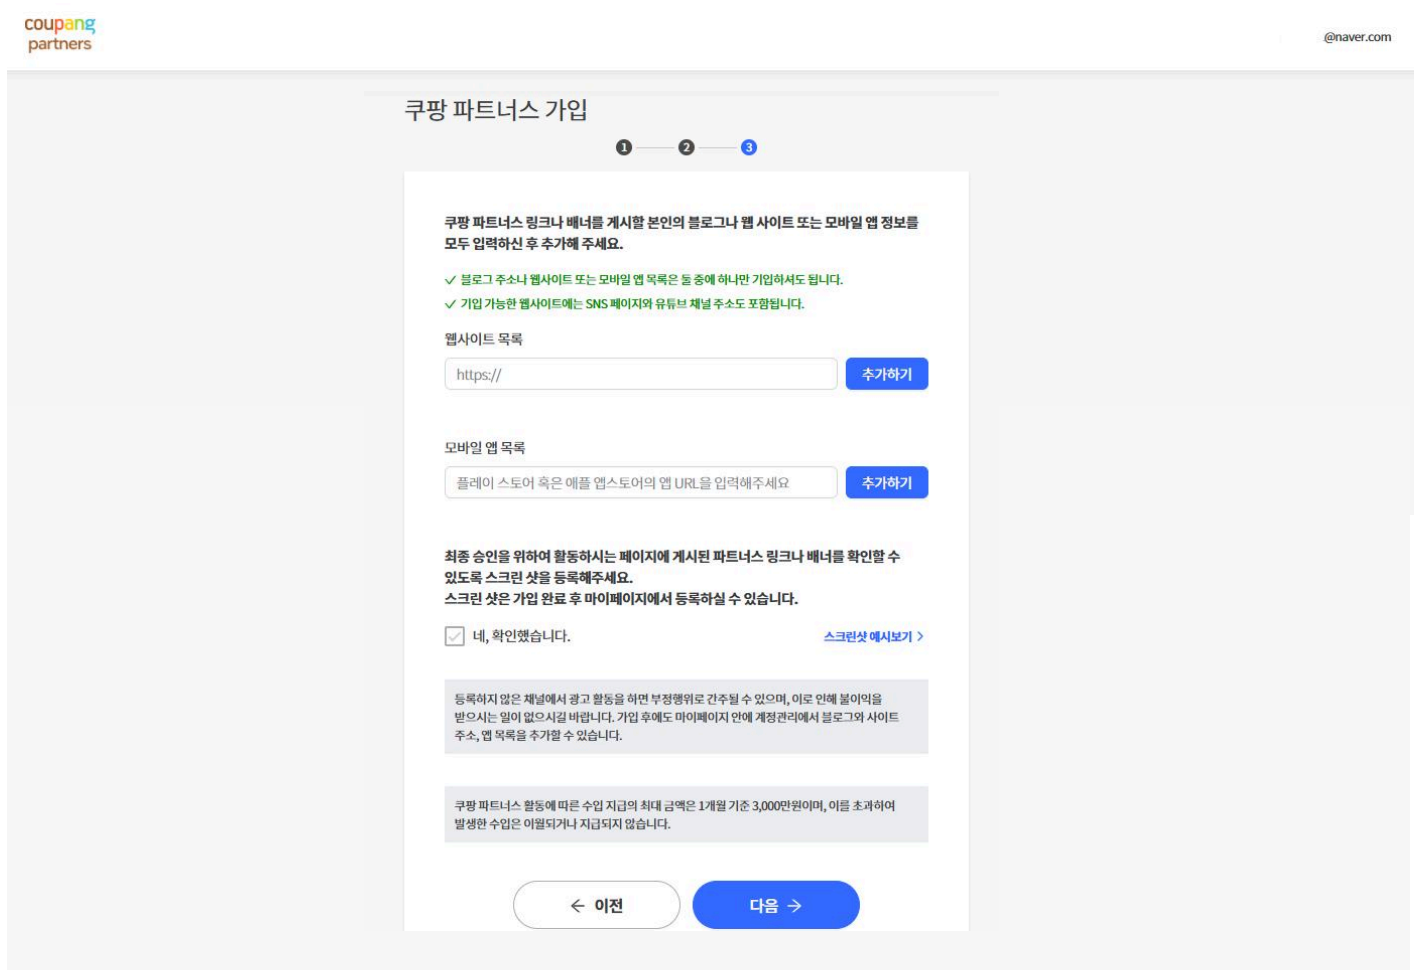 coupang
partners
@naver.com
쿠팡 파트너스 가입
1 2 3
쿠팡 파트너스 링크나 배너를 게시할 본인의 블로그나 웹 사이트 또는 모바일 앱 정보를
모두 입력하신 후 추가해 주세요.
블로그 주소나 웹사이트 또는 모바일 앱 목록은 둘 중에 하나만 기입하셔도 됩니다.
기입 가능한 웹사이트에는 SNS 페이지와 유튜브 채널 주소도 포함됩니다.
웹사이트 목록
https://
추가하기
모바일 앱 목록
플레이 스토어 혹은 애플 앱스토어의 앱 URL을 입력해주세요
추가하기
최종 승인을 위하여 활동하시는 페이지에 게시된 파트너스 링크나 배너를 확인할 수
있도록 스크린 샷을 등록해주세요.
스크린 샷은 가입 완료 후 마이페이지에서 등록하실 수 있습니다.
네, 확인했습니다.
스크린샷 예시보기 >
등록하지 않은 채널에서 광고 활동을 하면 부정행위로 간주될 수 있으며, 이로 인해 불이익을
받으시는 일이 없으시길 바랍니다. 가입 후에도 마이페이지 안에 계정관리에서 블로그와 사이트
주소, 앱 목록을 추가할 수 있습니다.
쿠팡 파트너스 활동에 따른 수입 지급의 최대 금액은 1개월 기준 3,000만원이며, 이를 초과하여
발생한 수입은 이월되거나 지급되지 않습니다.
← 이전
다음 →